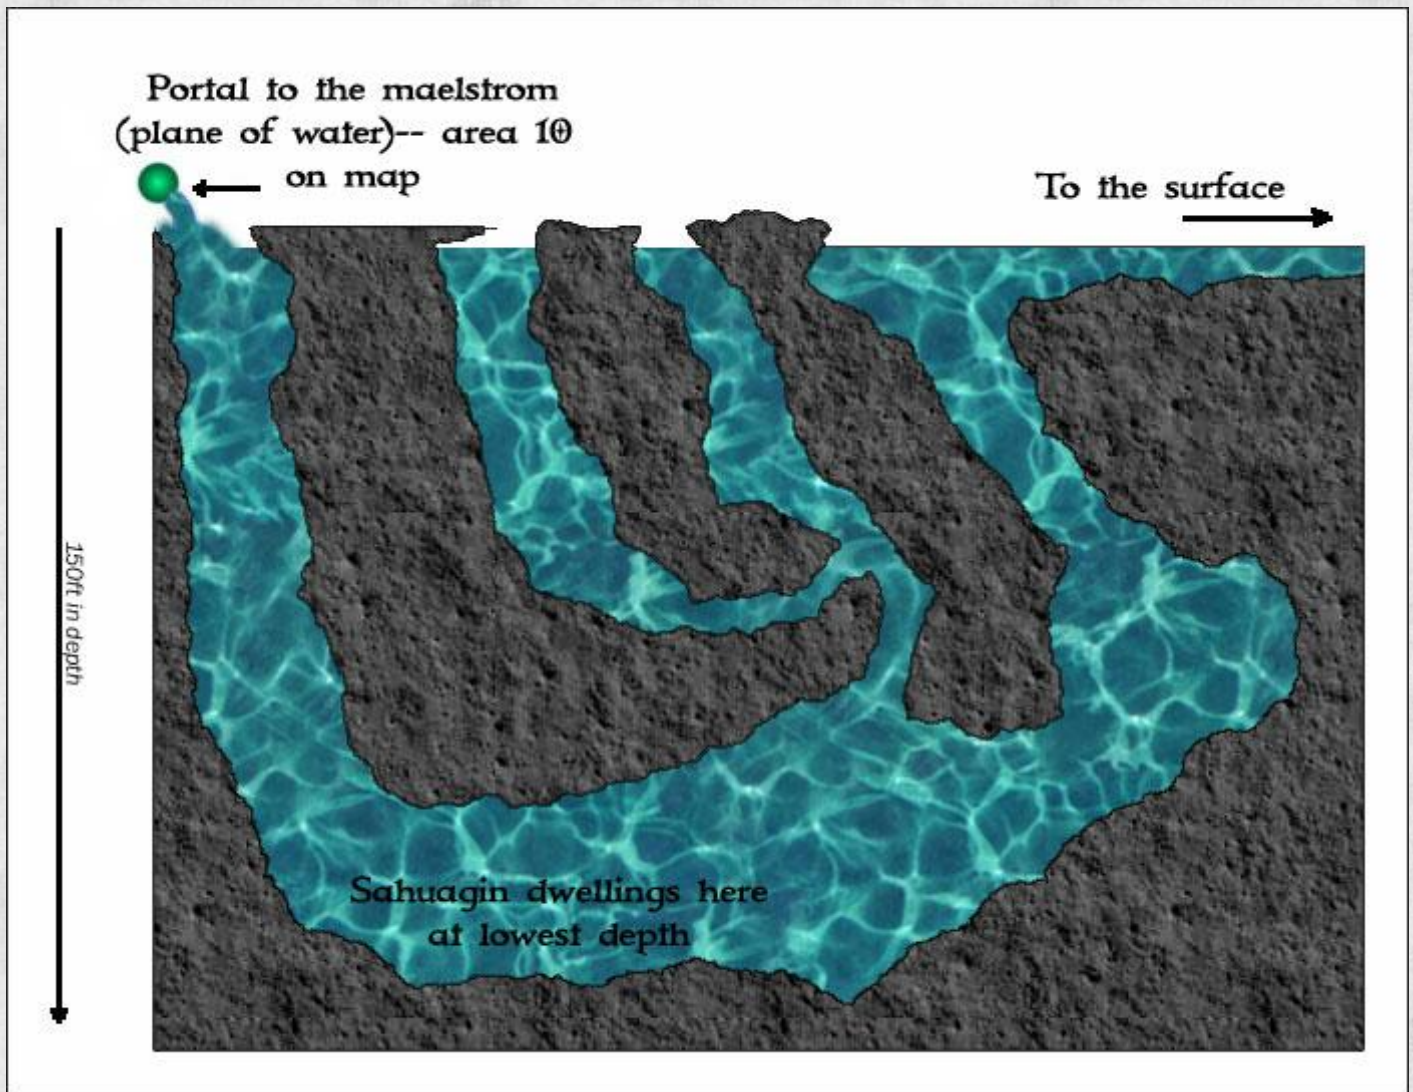 Portal to the maelstrom
(plane of water)-- area 10
on map
To the surface
150ft in depth
Sahuagin dwellings here
at lowest depth